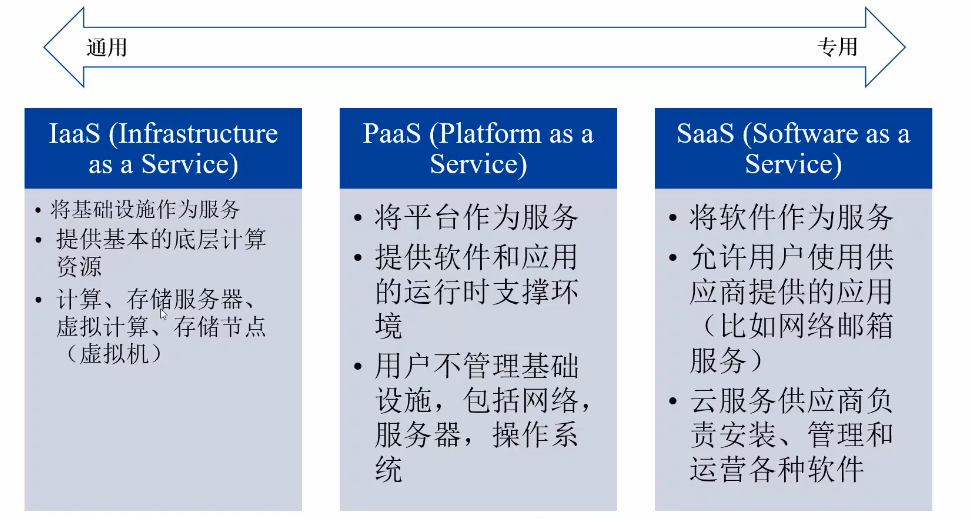 通用
专用
IaaS (Infrastructure
as a Service)
• 将基础设施作为服务
• 提供基本的底层计算
资源
• 计算、存储服务器、
虚拟计算、存储节点
（虚拟机）
PaaS (Platform as a
Service)
• 将平台作为服务
• 提供软件和应用
的运行时支撑环
境
• 用户不管理基础
设施，包括网络，
服务器，操作系
统
SaaS (Software as a
Service)
• 将软件作为服务
• 允许用户使用供
应商提供的应用
（比如网络邮箱
服务）
• 云服务供应商负
责安装、管理和
运营各种软件